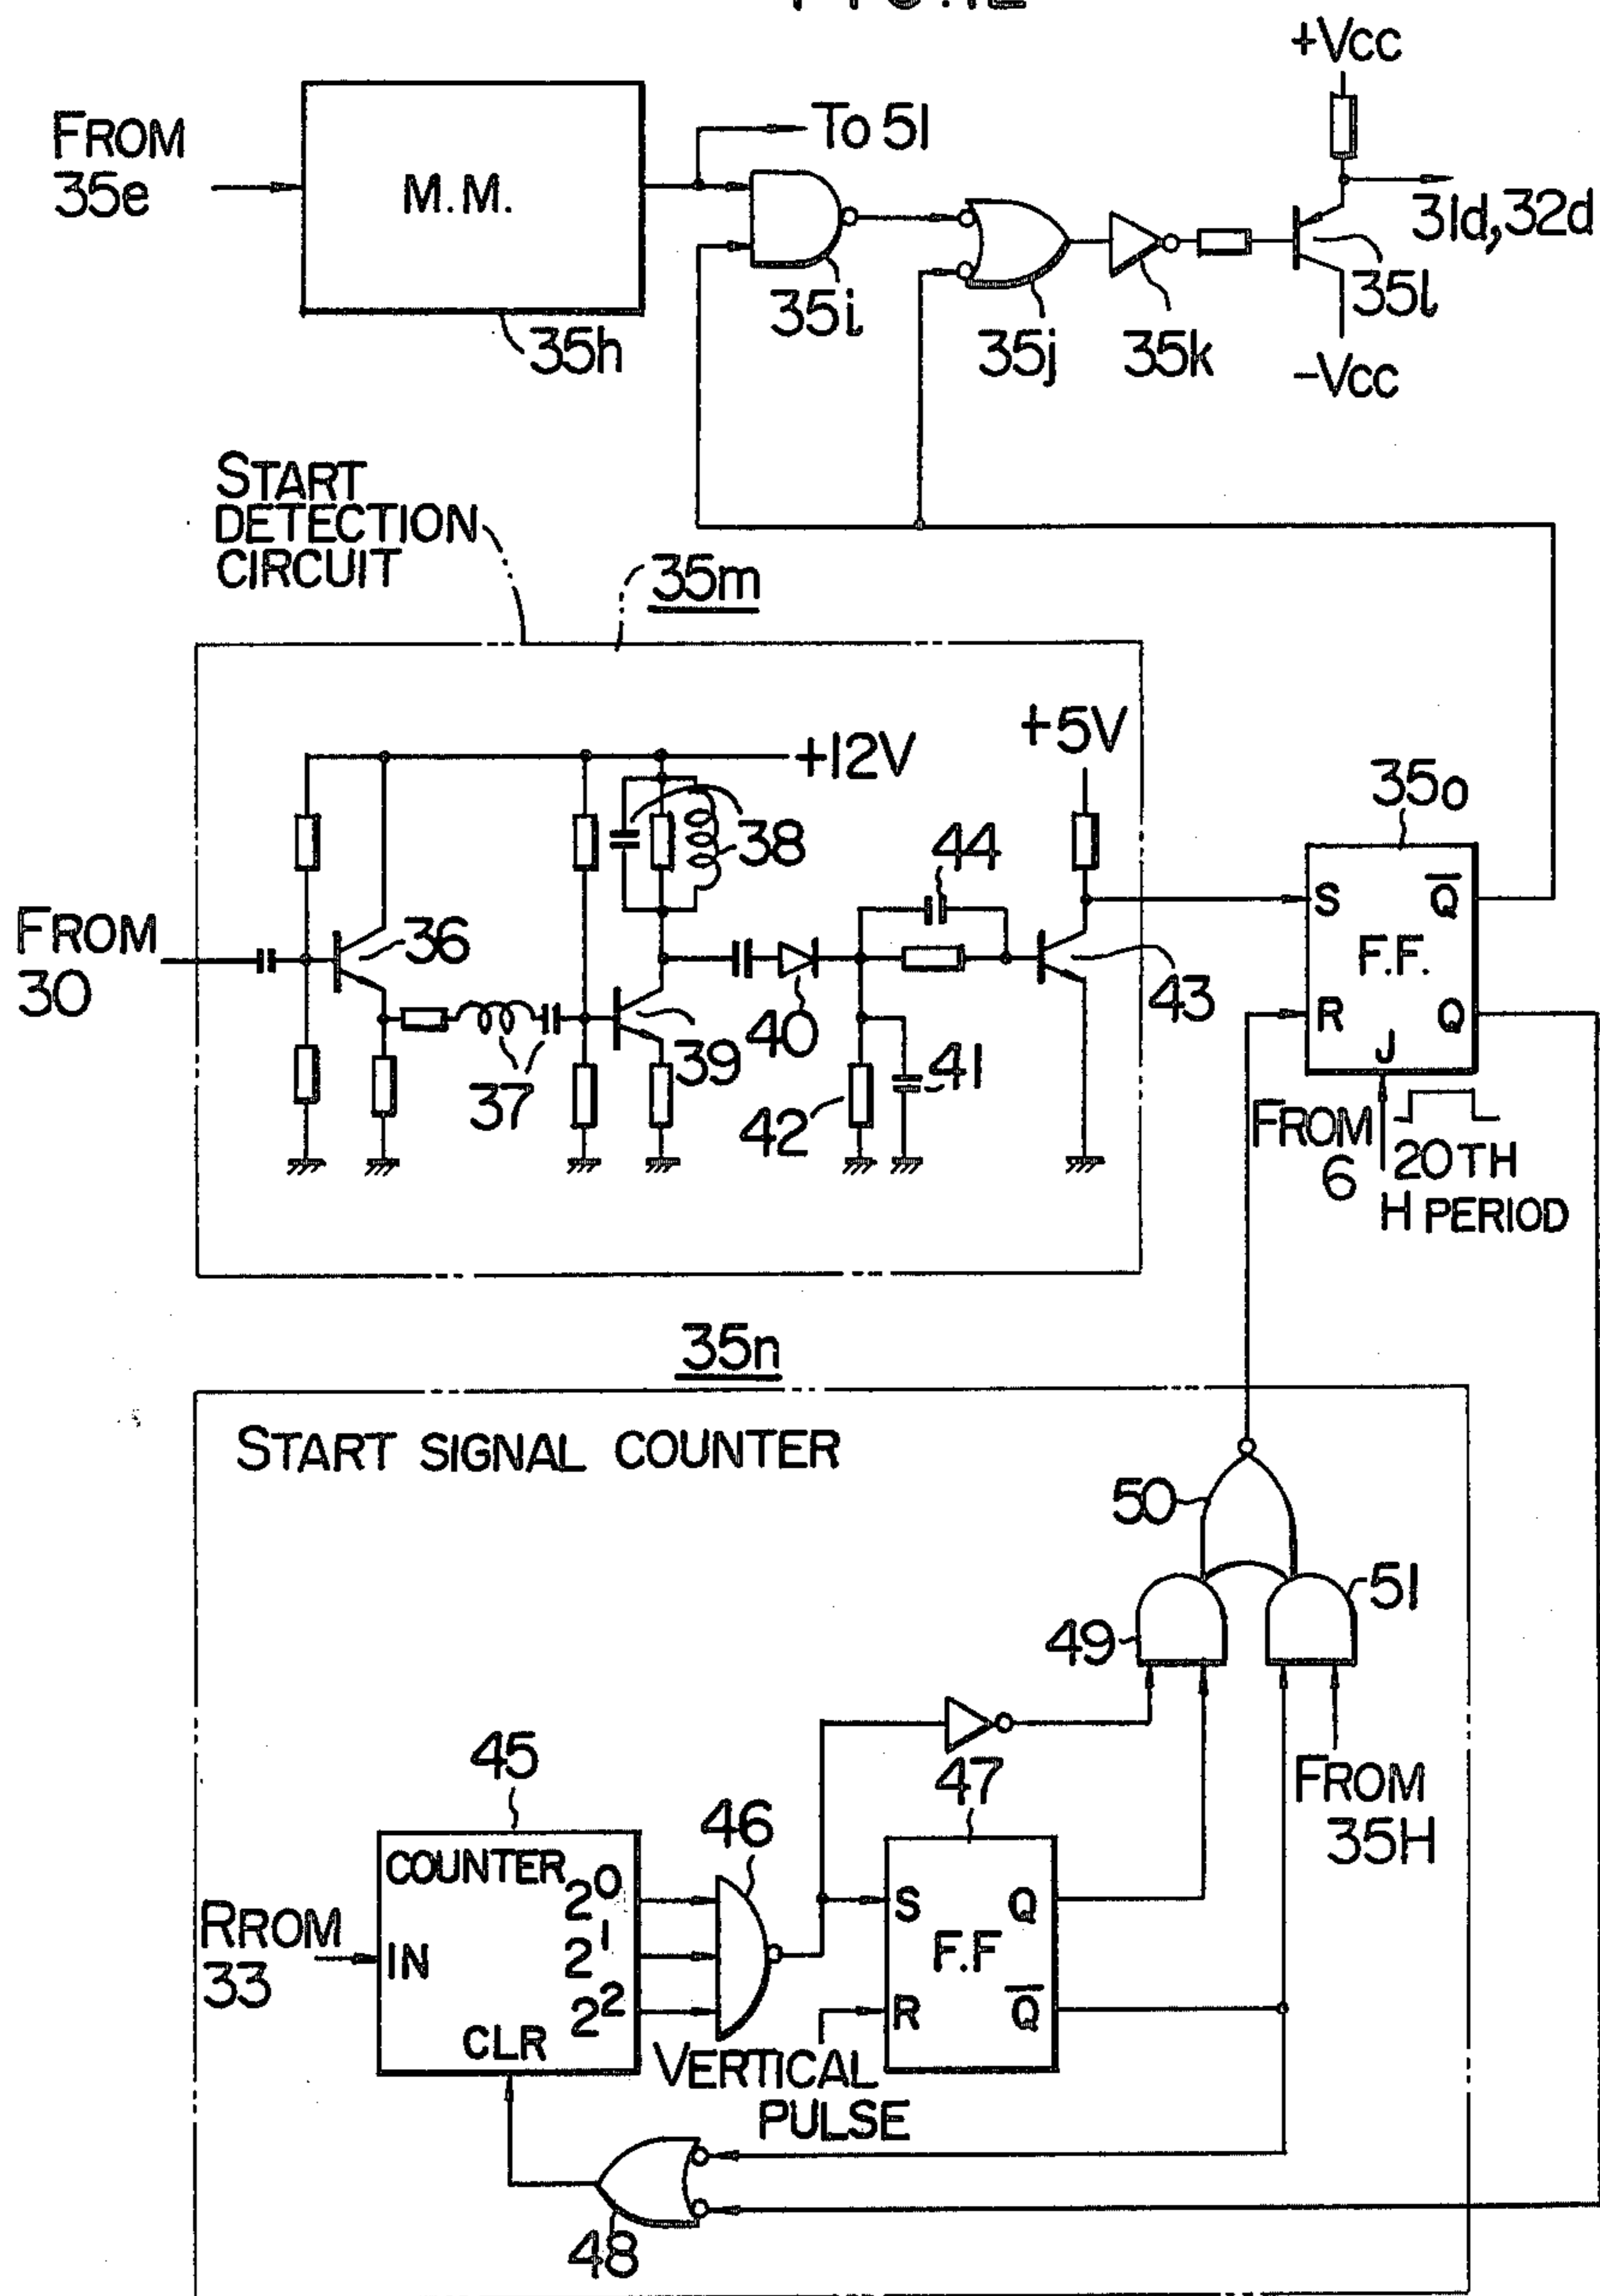 FIG.12
+Vcc
FROM
35e
M.M.
To 51
31d,32d
35i
35j
35k
35l
35h
-Vcc
START
DETECTION
CIRCUIT
35m
+12V
+5V
35o
38
44
FROM
30
36
S
Q̅
F.F.
R
Q
J
43
40
39
37
41
42
FROM
6
20TH
H PERIOD
35n
START SIGNAL COUNTER
50
51
49
45
47
FROM
35H
46
COUNTER
2⁰
RROM
33
IN
2¹
2²
CLR
S
Q
F.F
R
Q̅
VERTICAL
PULSE
48